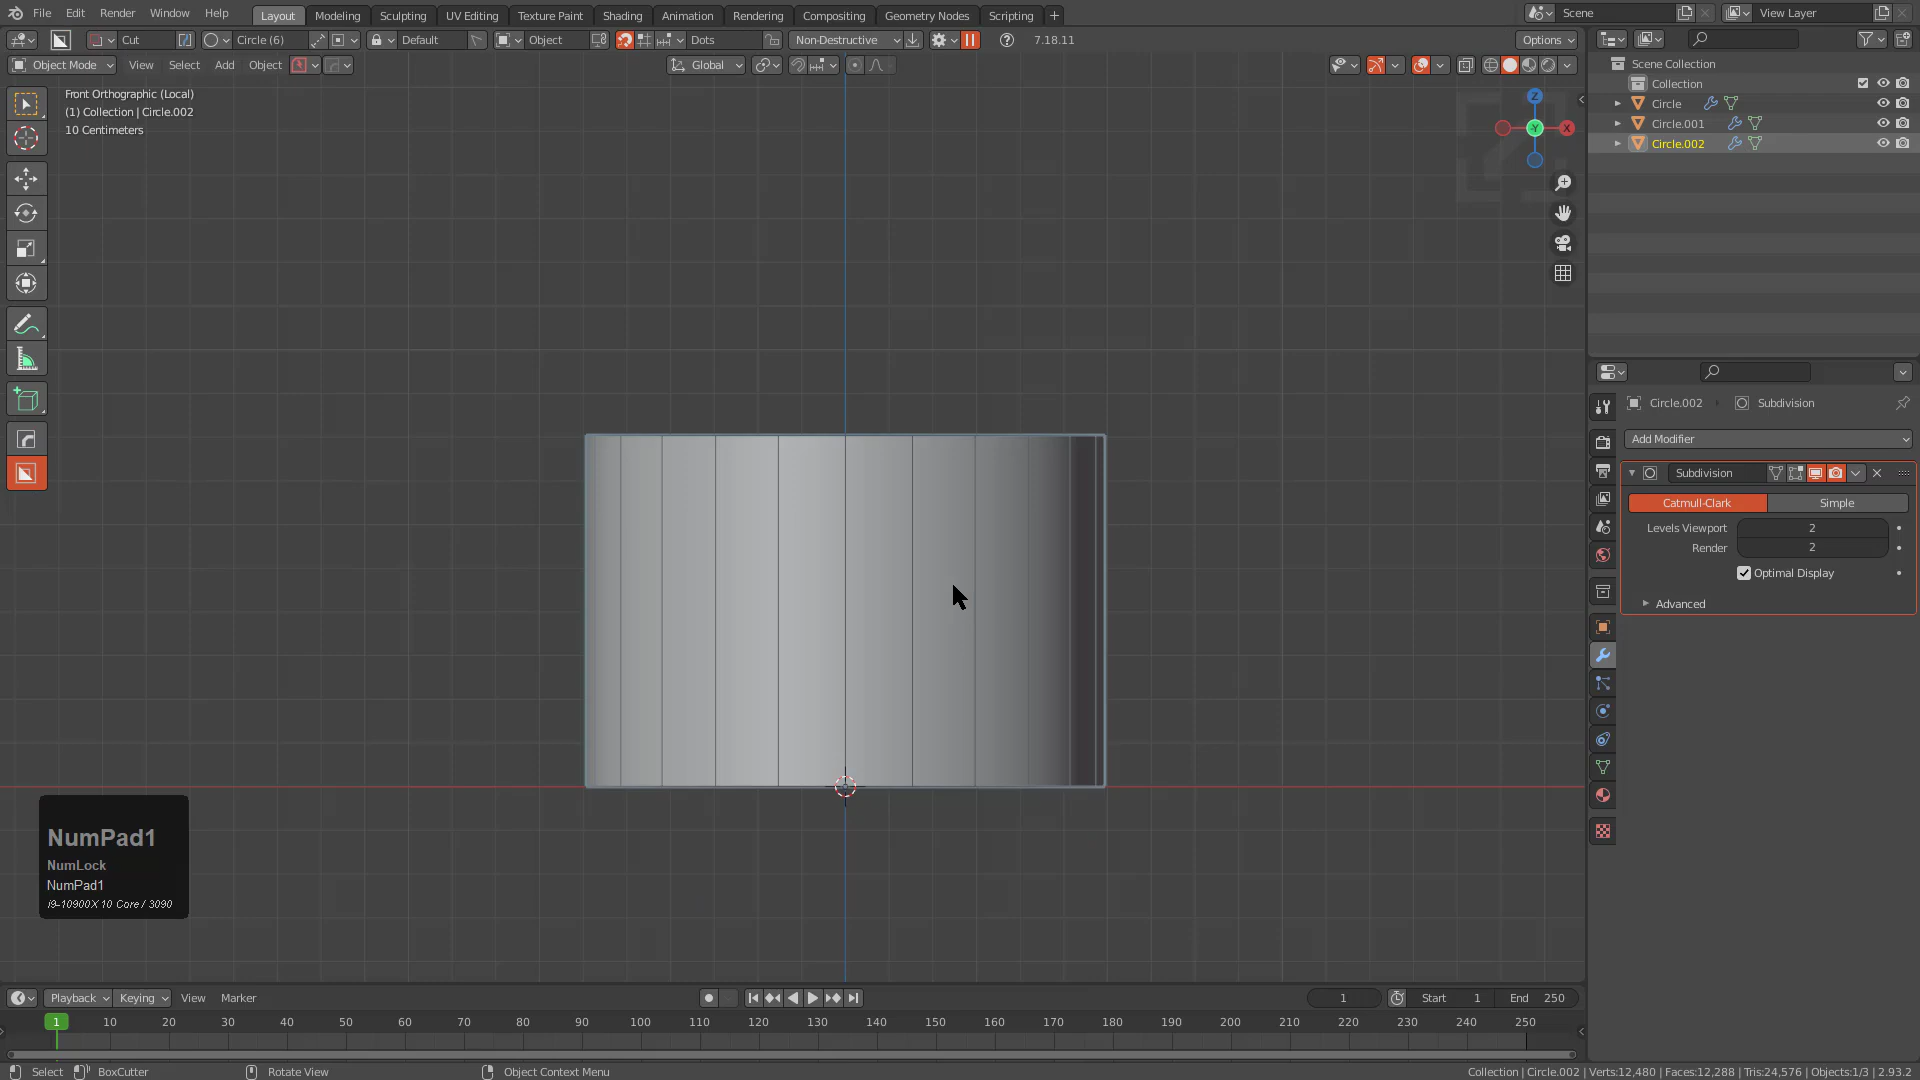 File Edit Render Window Help Layout Modeling Sculpting UV Editing Texture Paint Shading Animation Rendering Compositing Geometry Nodes Scripting + Scene View Layer
Cut Circle (6) Default Object Dots Non-Destructive 7.18.11 Options
Object Mode View Select Add Object Global
Front Orthographic (Local)
(1) Collection | Circle.002
10 Centimeters
Z
Y
X
Scene Collection
Collection
Circle
Circle.001
Circle.002
Circle.002 Subdivision
Add Modifier
Subdivision
Catmull-Clark Simple
Levels Viewport 2
Render 2
Optimal Display
Advanced
NumPad1
NumLock
NumPad1
i9-10900X 10 Core / 3090
Playback Keying View Marker 1 Start 1 End 250
1 10 20 30 40 50 60 70 80 90 100 110 120 130 140 150 160 170 180 190 200 210 220 230 240 250
Select BoxCutter Rotate View Object Context Menu Collection | Circle.002 | Verts:12,480 | Faces:12,288 | Tris:24,576 | Objects:1/3 | 2.93.2